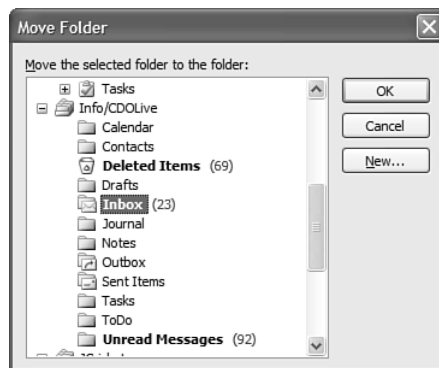 Move Folder
Move the selected folder to the folder:
Tasks
Info/CDOLive
Calendar
Contacts
Deleted Items (69)
Drafts
Inbox (23)
Journal
Notes
Outbox
Sent Items
Tasks
ToDo
Unread Messages (92)
OK
Cancel
New...